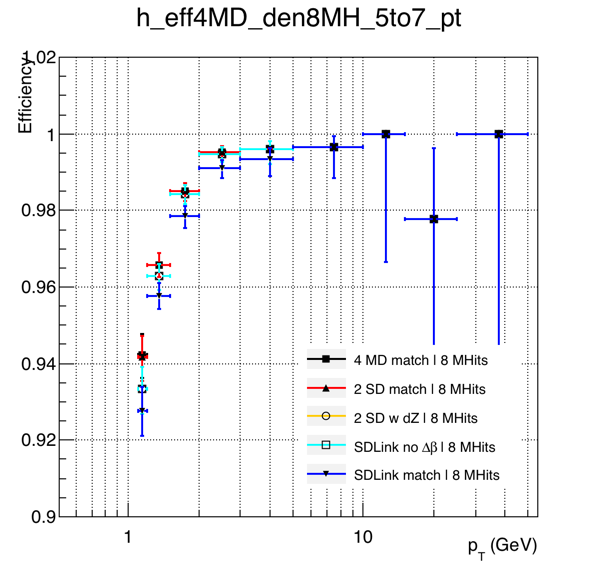 h_eff4MD_den8MH_5to7_pt
Efficiency
1.02
1
0.98
0.96
0.94
0.92
0.9
4 MD match | 8 MHits
2 SD match | 8 MHits
2 SD w dZ | 8 MHits
SDLink no Δβ | 8 MHits
SDLink match | 8 MHits
1
10
p_T (GeV)